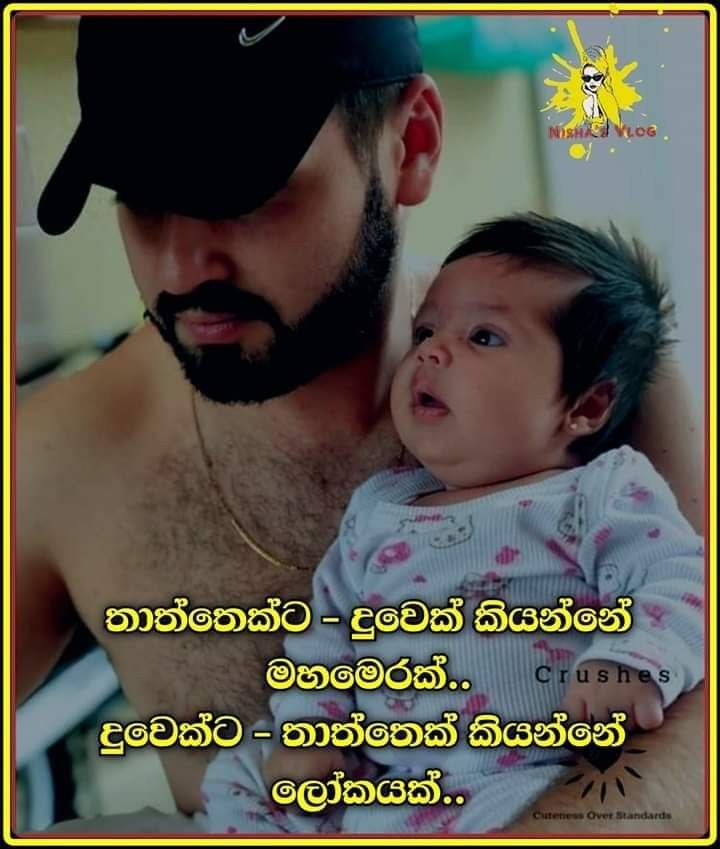 NISHA'S VLOG
තාත්තෙක්ට - දුවෙක් කියන්නේ
මහමෙරක්..
Crushes
දුවෙක්ට - තාත්තෙක් කියන්නේ
ලෝකයක්..
Cuteness Over Standards